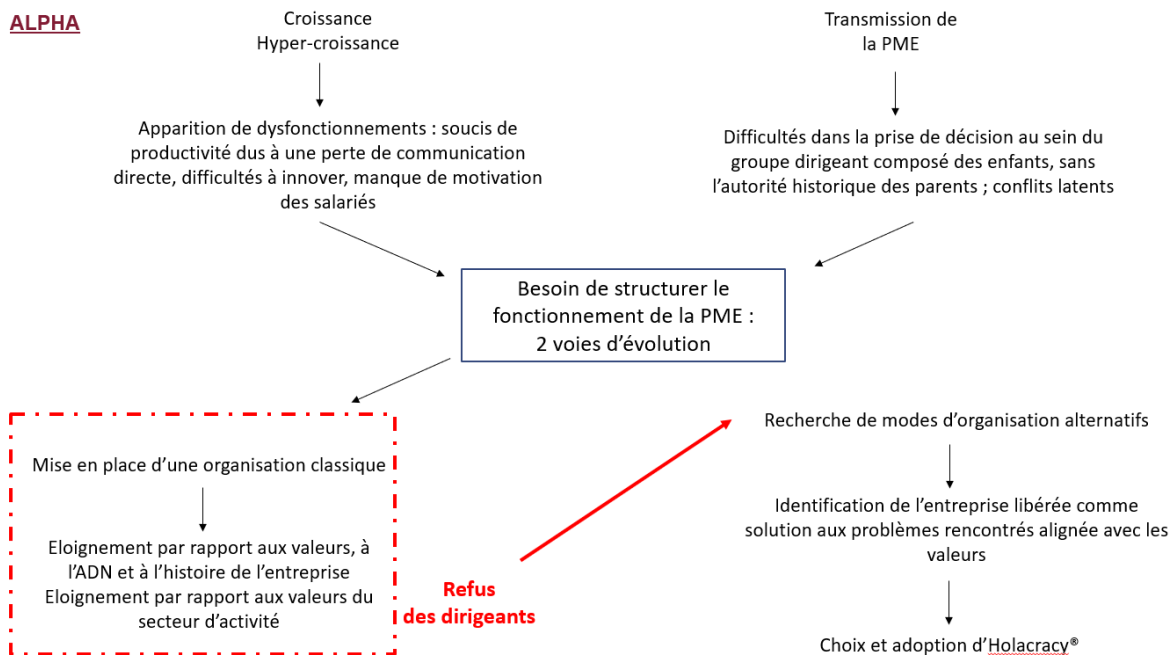 ALPHA
Croissance
Hyper-croissance
Transmission de
la PME
Apparition de dysfonctionnements : soucis de
productivité dus à une perte de communication
directe, difficultés à innover, manque de motivation
des salariés
Difficultés dans la prise de décision au sein du
groupe dirigeant composé des enfants, sans
l’autorité historique des parents ; conflits latents
Besoin de structurer le
fonctionnement de la PME :
2 voies d’évolution
Mise en place d’une organisation classique
Eloignement par rapport aux valeurs, à
l’ADN et à l’histoire de l’entreprise
Eloignement par rapport aux valeurs du
secteur d’activité
Refus
des dirigeants
Recherche de modes d’organisation alternatifs
Identification de l’entreprise libérée comme
solution aux problèmes rencontrés alignée avec les
valeurs
Choix et adoption d’Holacracy®